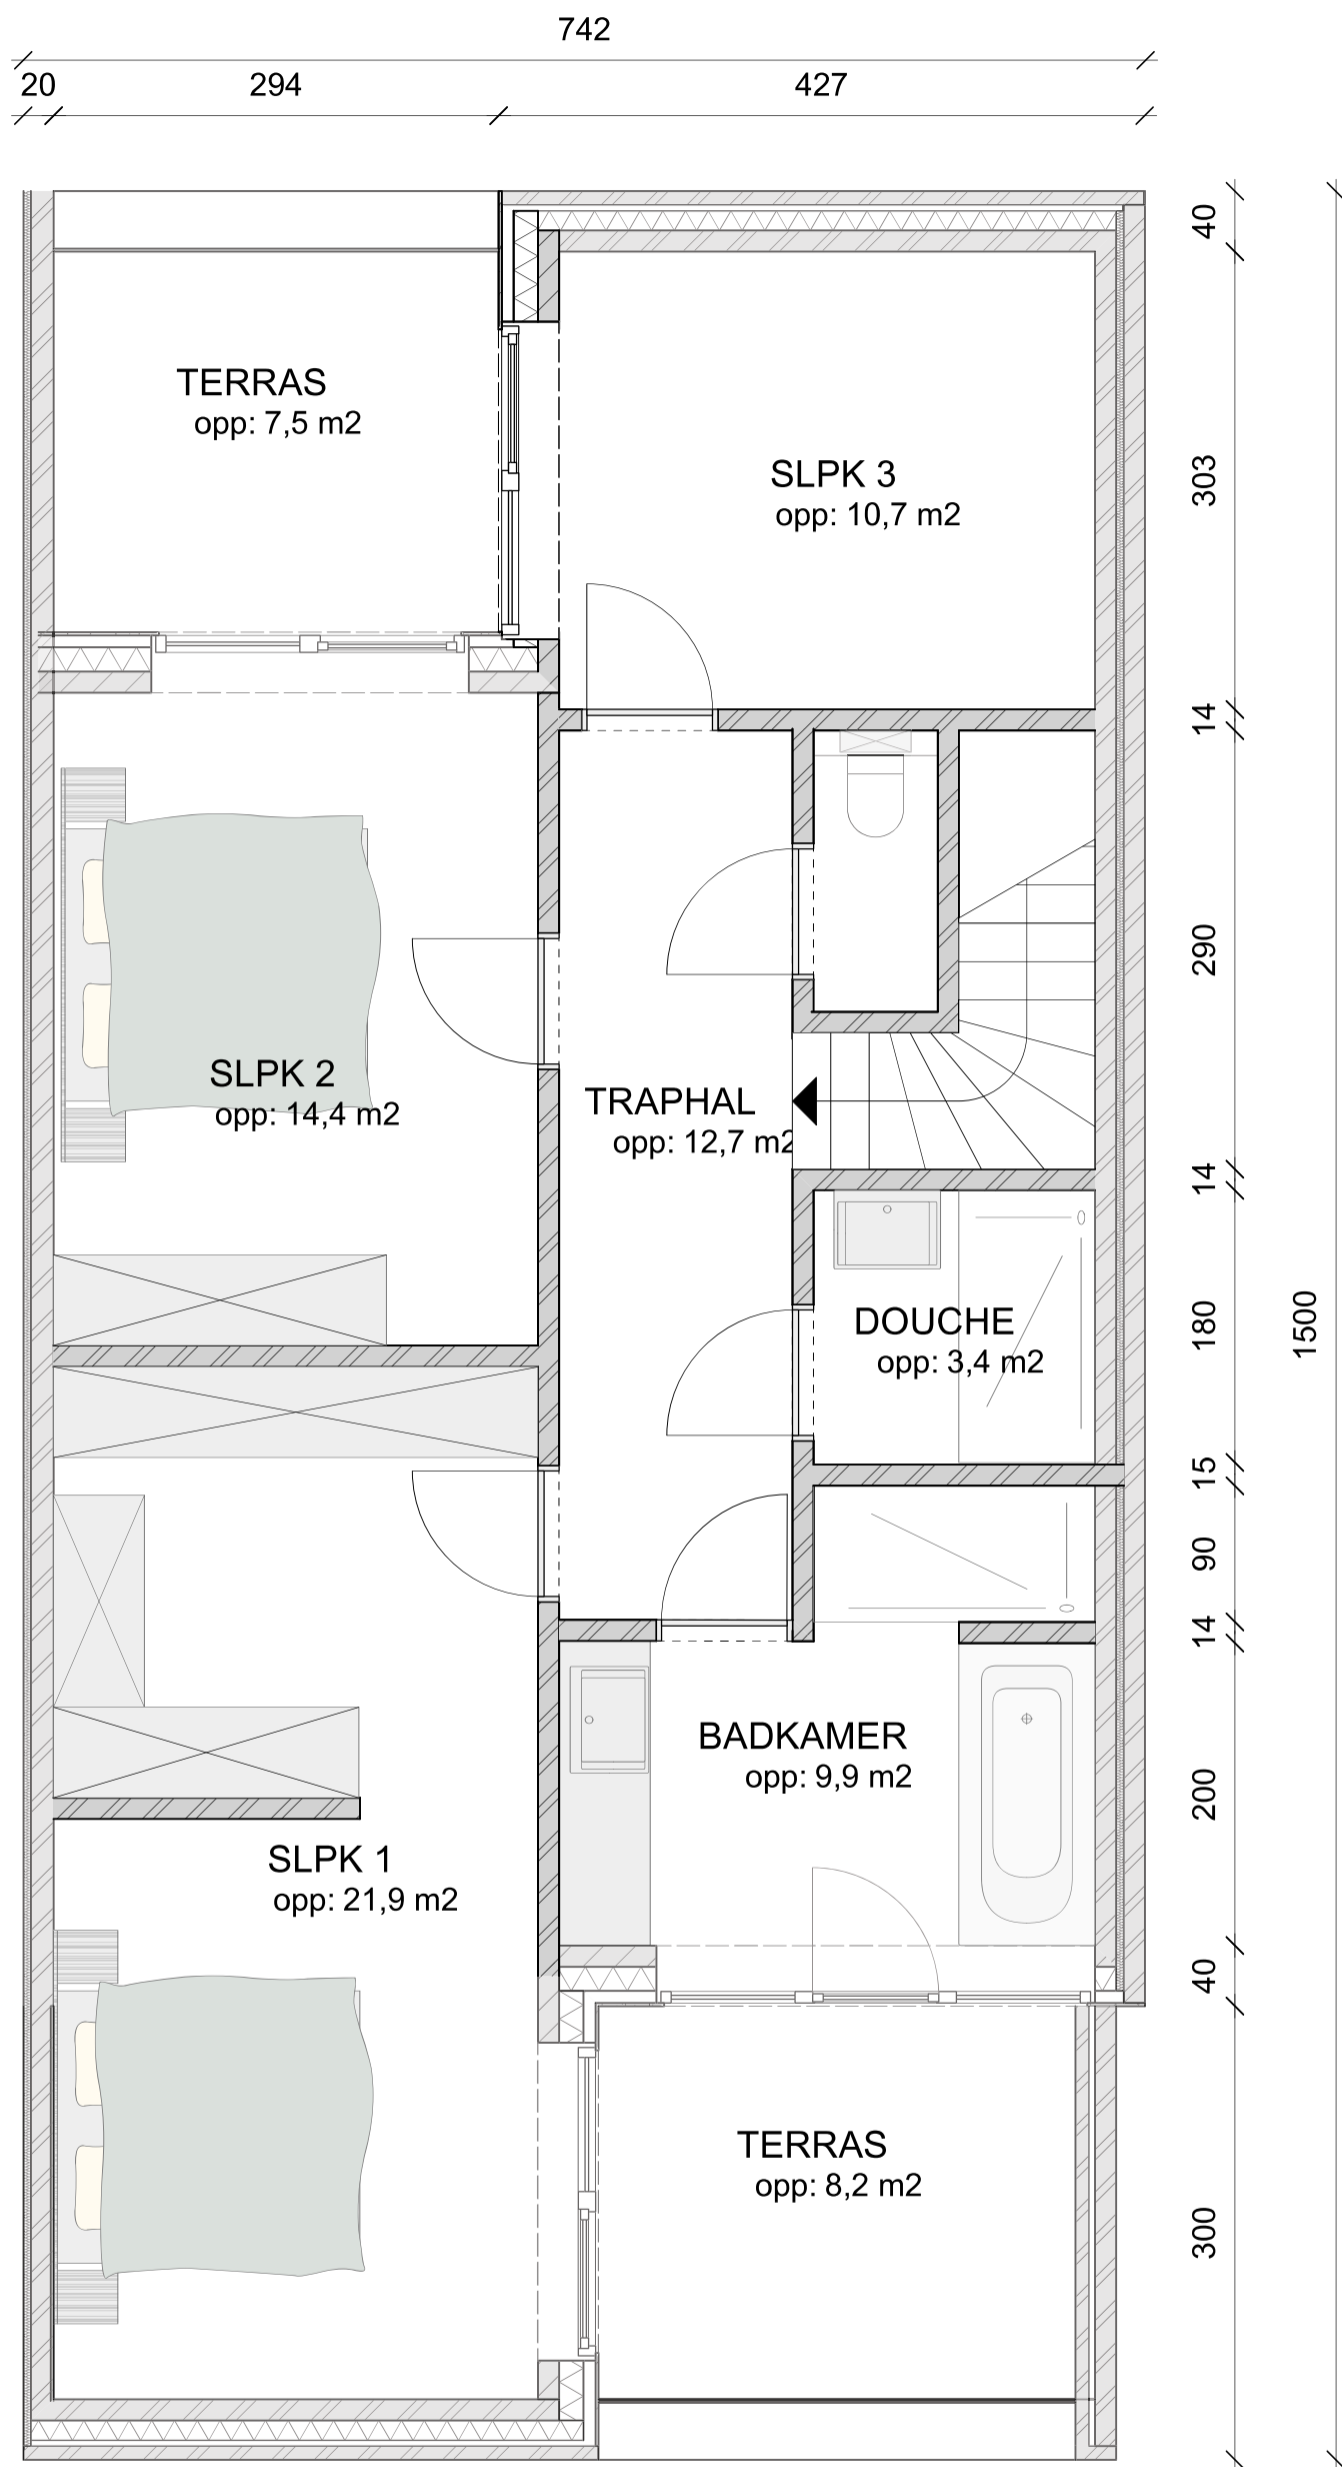 742
20
294
427
40
TERRAS
opp: 7,5 m2
303
SLPK 3
opp: 10,7 m2
14
290
SLPK 2
opp: 14,4 m2
TRAPHAL
opp: 12,7 m2
14
DOUCHE
opp: 3,4 m2
180
1500
15
90
14
BADKAMER
opp: 9,9 m2
200
SLPK 1
opp: 21,9 m2
40
TERRAS
opp: 8,2 m2
300